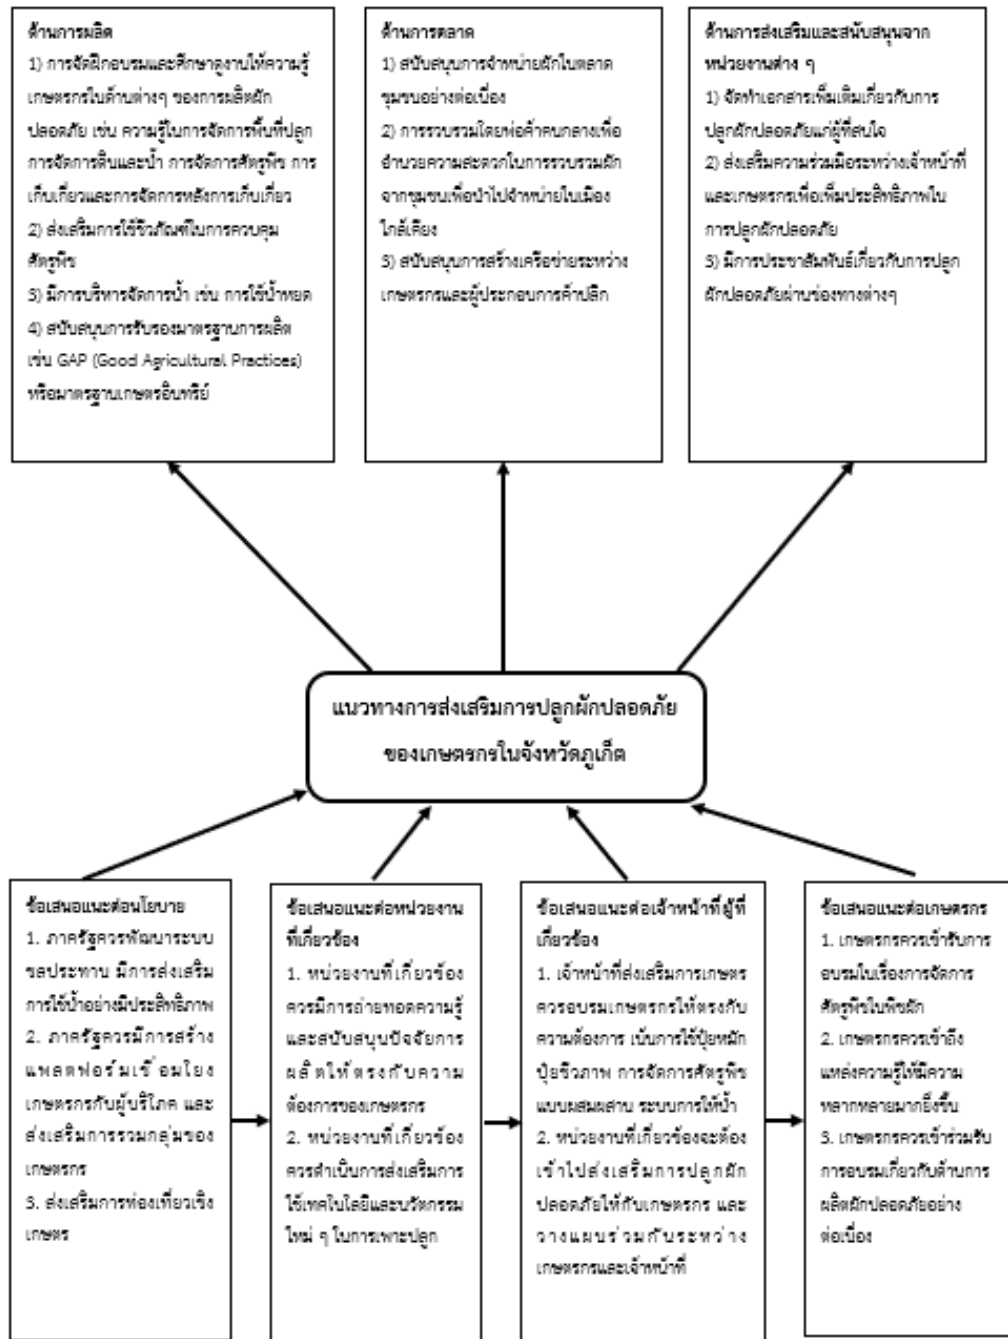 ด้านการผลิต
1) การจัดฝึกอบรมและศึกษาดูงานให้ความรู้
เกษตรกรในด้านต่างๆ ของการผลิตผัก
ปลอดภัย เช่น ความรู้ในการจัดการพื้นที่ปลูก
การจัดการดินและน้ำ การจัดการศัตรูพืช การ
เก็บเกี่ยวและการจัดการหลังการเก็บเกี่ยว
2) ส่งเสริมการใช้ชีวภัณฑ์ในการควบคุม
ศัตรูพืช
3) มีการบริหารจัดการน้ำ เช่น การใช้น้ำหยด
4) สนับสนุนการรับรองมาตรฐานการผลิต
เช่น GAP (Good Agricultural Practices)
หรือมาตรฐานเกษตรอินทรีย์
ด้านการตลาด
1) สนับสนุนการจำหน่ายผักในตลาด
ชุมชนอย่างต่อเนื่อง
2) การรวบรวมโดยพ่อค้าคนกลางเพื่อ
อำนวยความสะดวกในการรวบรวมผัก
จากชุมชนเพื่อนำไปจำหน่ายในเมือง
ใกล้เคียง
3) สนับสนุนการสร้างเครือข่ายระหว่าง
เกษตรกรและผู้ประกอบการค้าปลีก
ด้านการส่งเสริมและสนับสนุนจาก
หน่วยงานต่าง ๆ
1) จัดทำเอกสารเพิ่มเติมเกี่ยวกับการ
ปลูกผักปลอดภัยแก่ผู้ที่สนใจ
2) ส่งเสริมความร่วมมือระหว่างเจ้าหน้าที่
และเกษตรกรเพื่อเพิ่มประสิทธิภาพใน
การปลูกผักปลอดภัย
3) มีการประชาสัมพันธ์เกี่ยวกับการปลูก
ผักปลอดภัยผ่านช่องทางต่างๆ
แนวทางการส่งเสริมการปลูกผักปลอดภัย
ของเกษตรกรในจังหวัดภูเก็ต
ข้อเสนอแนะต่อนโยบาย
1. ภาครัฐควรพัฒนาระบบ
ชลประทาน มีการส่งเสริม
การใช้น้ำอย่างมีประสิทธิภาพ
2. ภาครัฐควรมีการสร้าง
แพลตฟอร์มเชื่อมโยง
เกษตรกรกับผู้บริโภค และ
ส่งเสริมการรวมกลุ่มของ
เกษตรกร
3. ส่งเสริมการท่องเที่ยวเชิง
เกษตร
ข้อเสนอแนะต่อหน่วยงาน
ที่เกี่ยวข้อง
1. หน่วยงานที่เกี่ยวข้อง
ควรมีการถ่ายทอดความรู้
และสนับสนุนปัจจัยการ
ผลิตให้ตรงกับความ
ต้องการของเกษตรกร
2. หน่วยงานที่เกี่ยวข้อง
ควรดำเนินการส่งเสริมการ
ใช้เทคโนโลยีและนวัตกรรม
ใหม่ ๆ ในการเพาะปลูก
ข้อเสนอแนะต่อเจ้าหน้าที่ผู้ที่
เกี่ยวข้อง
1. เจ้าหน้าที่ส่งเสริมการเกษตร
ควรอบรมเกษตรกรให้ตรงกับ
ความต้องการ เน้นการใช้ปุ๋ยหมัก
ปุ๋ยชีวภาพ การจัดการศัตรูพืช
แบบผสมผสาน ระบบการให้น้ำ
2. หน่วยงานที่เกี่ยวข้องจะต้อง
เข้าไปส่งเสริมการปลูกผัก
ปลอดภัยให้กับเกษตรกร และ
วางแผนร่วมกันระหว่าง
เกษตรกรและเจ้าหน้าที่
ข้อเสนอแนะต่อเกษตรกร
1. เกษตรกรควรเข้ารับการ
อบรมในเรื่องการจัดการ
ศัตรูพืชในพืชผัก
2. เกษตรกรควรเข้าถึง
แหล่งความรู้ให้มีความ
หลากหลายมากยิ่งขึ้น
3. เกษตรกรควรเข้าร่วมรับ
การอบรมเกี่ยวกับด้านการ
ผลิตผักปลอดภัยอย่าง
ต่อเนื่อง